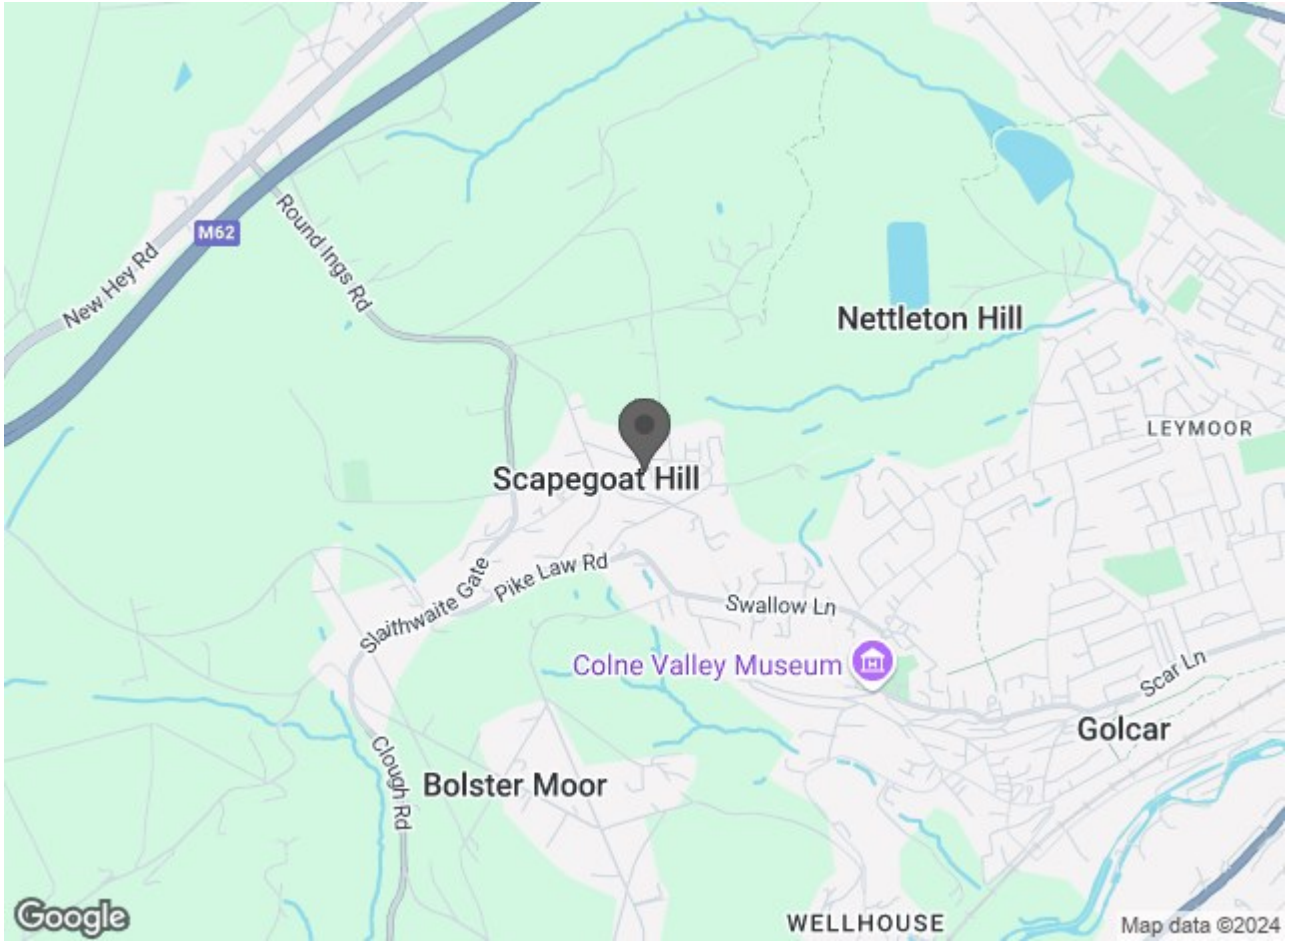 M62
Round Ings Rd
New Hey Rd
Nettleton Hill
LEYMOOR
Scapegoat Hill
Slaithwaite Gate
Pike Law Rd
Swallow Ln
Colne Valley Museum
Scar Ln
Golcar
Clough Rd
Bolster Moor
WELLHOUSE
Google
Map data ©2024